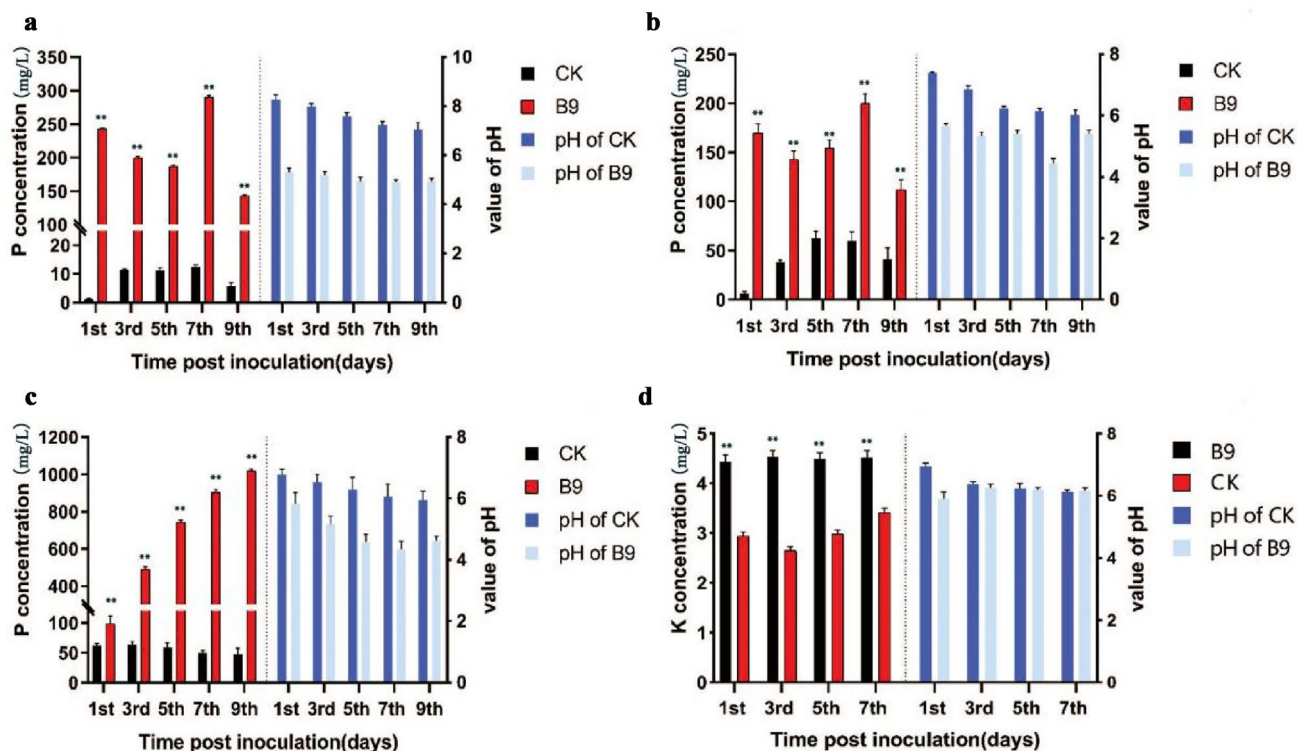 a
P concentration (mg/L)
350
300
250
200
150
100
20
10
0
** ** ** ** **
10
8
6
4
2
0
value of pH
1st 3rd 5th 7th 9th 1st 3rd 5th 7th 9th
Time post inoculation(days)
CK
B9
pH of CK
pH of B9
b
P concentration (mg/L)
250
200
150
100
50
0
** ** ** ** **
8
6
4
2
0
value of pH
1st 3rd 5th 7th 9th 1st 3rd 5th 7th 9th
Time post inoculation(days)
CK
B9
pH of CK
pH of B9
c
P concentration (mg/L)
1200
1000
800
600
400
100
50
0
** ** ** ** **
8
6
4
2
0
value of pH
1st 3rd 5th 7th 9th 1st 3rd 5th 7th 9th
Time post inoculation(days)
CK
B9
pH of CK
pH of B9
d
K concentration (mg/L)
5
4
3
2
1
0
** ** ** **
8
6
4
2
0
value of pH
1st 3rd 5th 7th 1st 3rd 5th 7th
Time post inoculation(days)
B9
CK
pH of CK
pH of B9